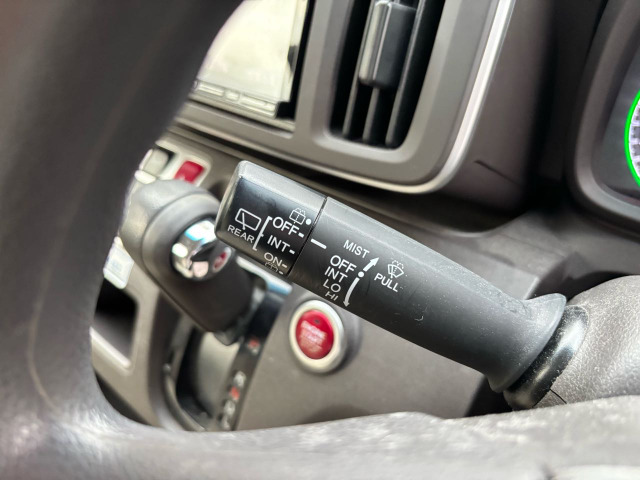 OFF
INT
ON
REAR
MIST
OFF
INT
LO
HI
PULL